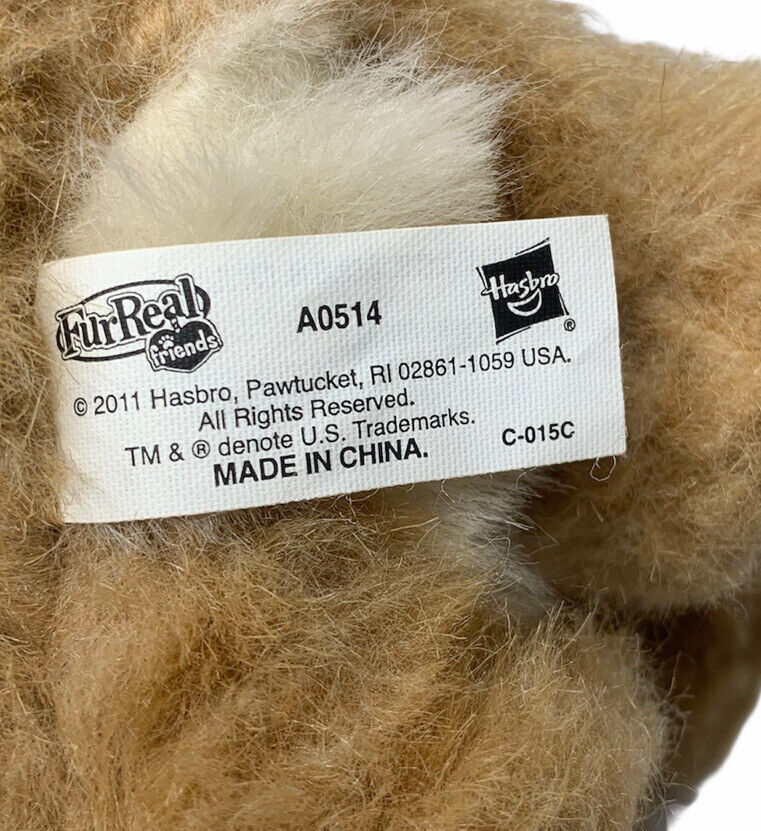 FurReal friends
A0514
Hasbro ®
© 2011 Hasbro, Pawtucket, RI 02861-1059 USA.
All Rights Reserved.
TM & ® denote U.S. Trademarks.
MADE IN CHINA.
C-015C